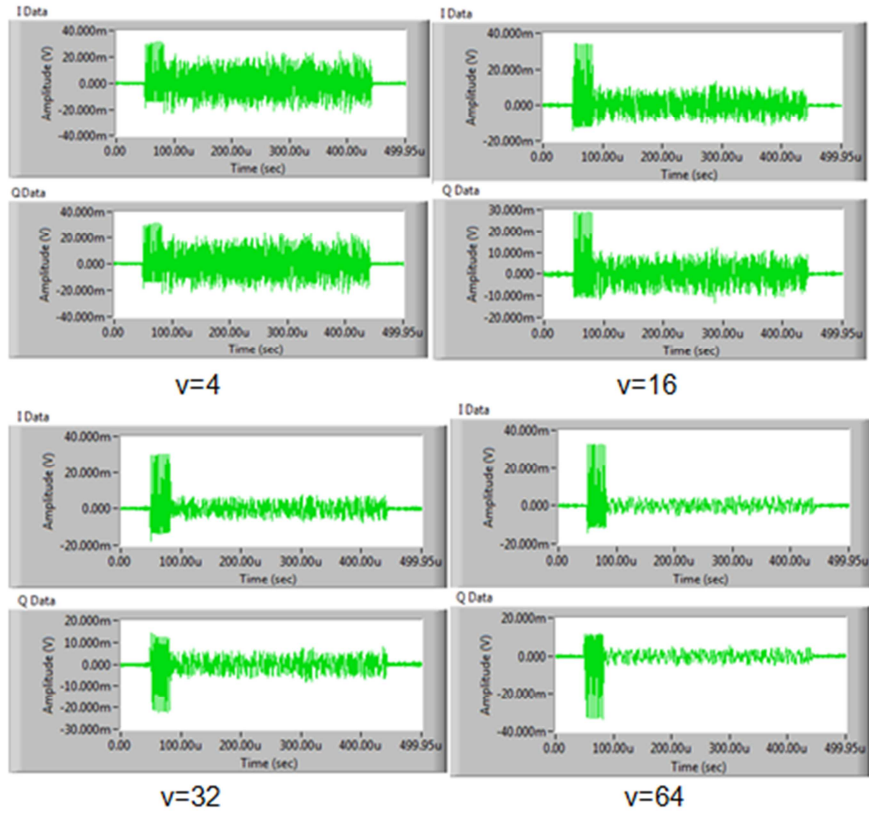 I Data
40.000m
20.000m
0.000
-20.000m
-40.000m
Amplitude (V)
0.00 100.00u 200.00u 300.00u 400.00u 499.95u
Time (sec)
Q Data
40.000m
20.000m
0.000
-20.000m
-40.000m
Amplitude (V)
0.00 100.00u 200.00u 300.00u 400.00u 499.95u
Time (sec)
v=4
I Data
40.000m
20.000m
0.000
-20.000m
Amplitude (V)
0.00 100.00u 200.00u 300.00u 400.00u 499.95u
Time (sec)
Q Data
30.000m
20.000m
10.000m
0.000
-10.000m
-20.000m
Amplitude (V)
0.00 100.00u 200.00u 300.00u 400.00u 499.95u
Time (sec)
v=16
I Data
40.000m
20.000m
0.000
-20.000m
Amplitude (V)
0.00 100.00u 200.00u 300.00u 400.00u 499.95u
Time (sec)
Q Data
20.000m
10.000m
0.000
-10.000m
-20.000m
-30.000m
Amplitude (V)
0.00 100.00u 200.00u 300.00u 400.00u 499.95u
Time (sec)
v=32
I Data
40.000m
20.000m
0.000
-20.000m
Amplitude (V)
0.00 100.00u 200.00u 300.00u 400.00u 499.95u
Time (sec)
Q Data
20.000m
0.000
-20.000m
-40.000m
Amplitude (V)
0.00 100.00u 200.00u 300.00u 400.00u 499.95u
Time (sec)
v=64